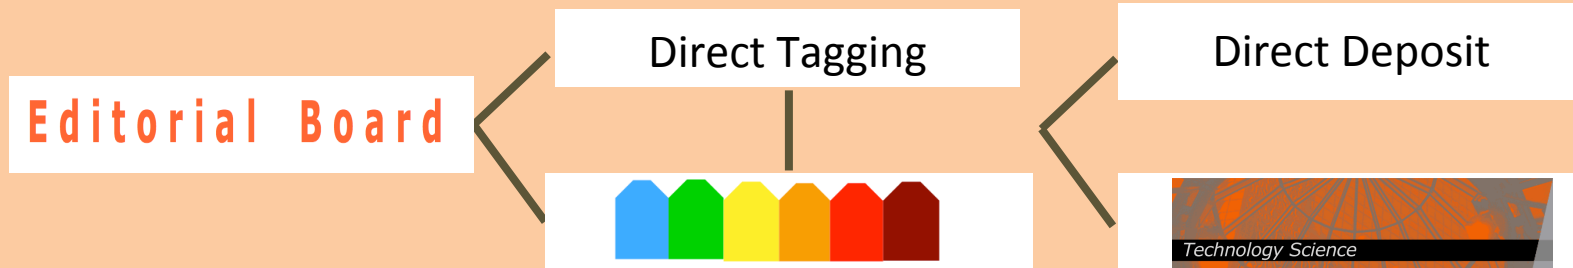 Editorial Board
Direct Tagging
Direct Deposit
Technology Science